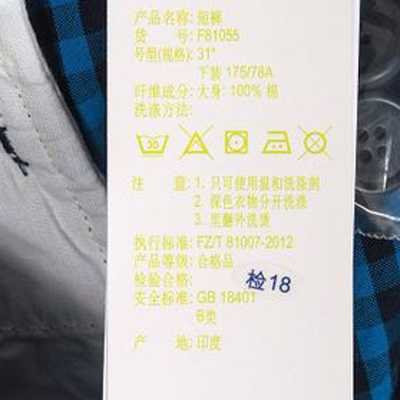 产品名称: 短裤
货 号: F81055
号型(规格): 31"
下装 175/78A
纤维成分: 大身: 100% 棉
洗涤方法:
30
注 意: 1. 只可使用温和洗涤剂
2. 深色衣物分开洗涤
3. 里翻外洗烫
执行标准: FZ/T 81007-2012
产品等级: 合格品
检验合格:
检18
安全标准: GB 18401
B类
产 地: 印度